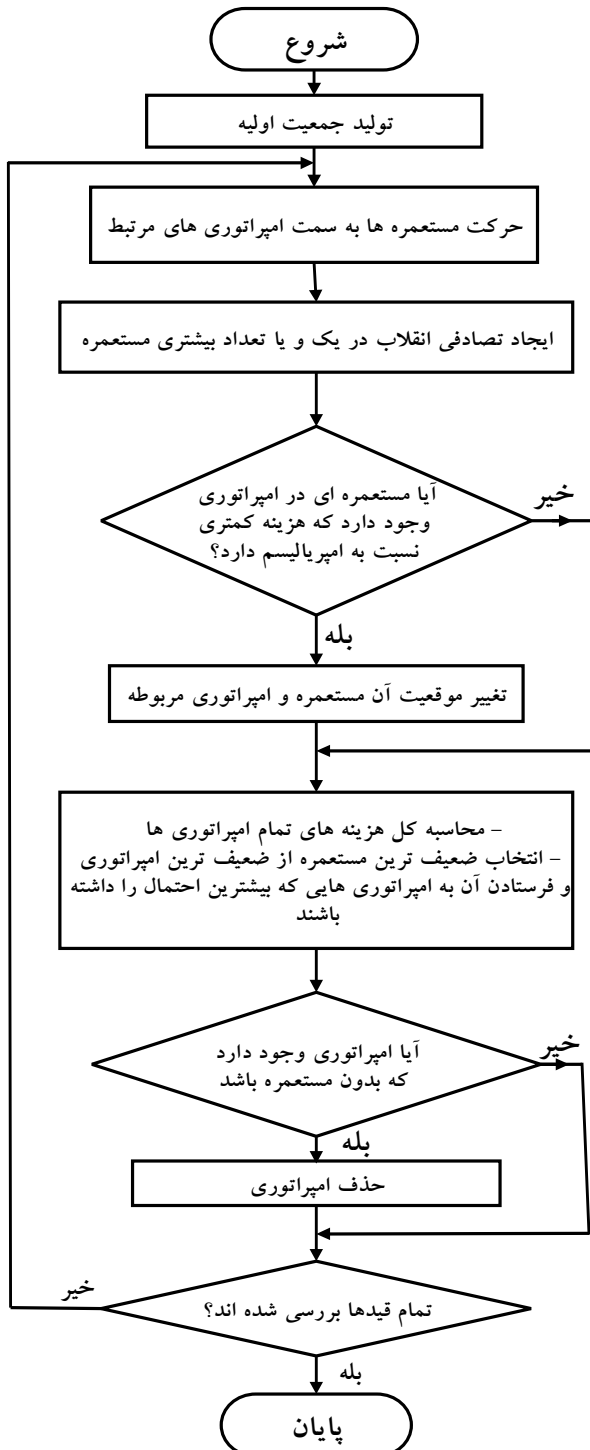 شروع
تولید جمعیت اولیه
حرکت مستعمره ها به سمت امپراتوری های مرتبط
ایجاد تصادفی انقلاب در یک و یا تعداد بیشتری مستعمره
آیا مستعمره ای در امپراتوری
وجود دارد که هزینه کمتری
نسبت به امپریالیسم دارد؟
خیر
بله
تغییر موقعیت آن مستعمره و امپراتوری مربوطه
– محاسبه کل هزینه های تمام امپراتوری ها
– انتخاب ضعیف ترین مستعمره از ضعیف ترین امپراتوری
و فرستادن آن به امپراتوری هایی که بیشترین احتمال را داشته
باشند
آیا امپراتوری وجود دارد
که بدون مستعمره باشد
خیر
بله
حذف امپراتوری
تمام قیدها بررسی شده اند؟
خیر
بله
پایان